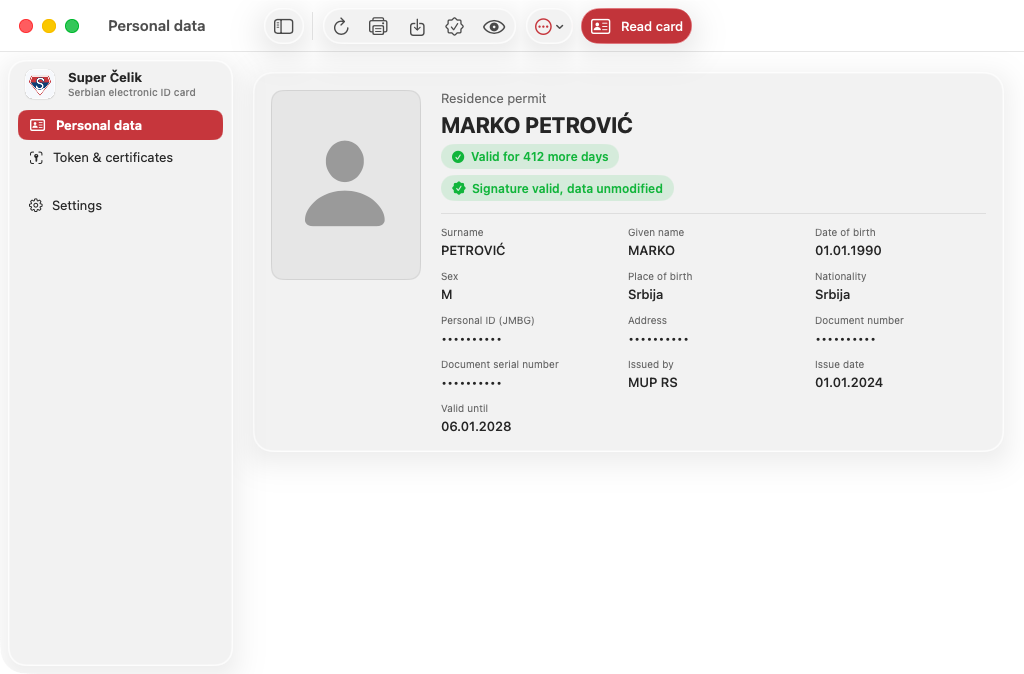 Personal data
Read card
Super Čelik
Serbian electronic ID card
Personal data
Token & certificates
Settings
Residence permit
MARKO PETROVIĆ
Valid for 412 more days
Signature valid, data unmodified
Surname Given name Date of birth
PETROVIĆ MARKO 01.01.1990
Sex Place of birth Nationality
M Srbija Srbija
Personal ID (JMBG) Address Document number
•••••••••• •••••••••• ••••••••••
Document serial number Issued by Issue date
•••••••••• MUP RS 01.01.2024
Valid until
06.01.2028